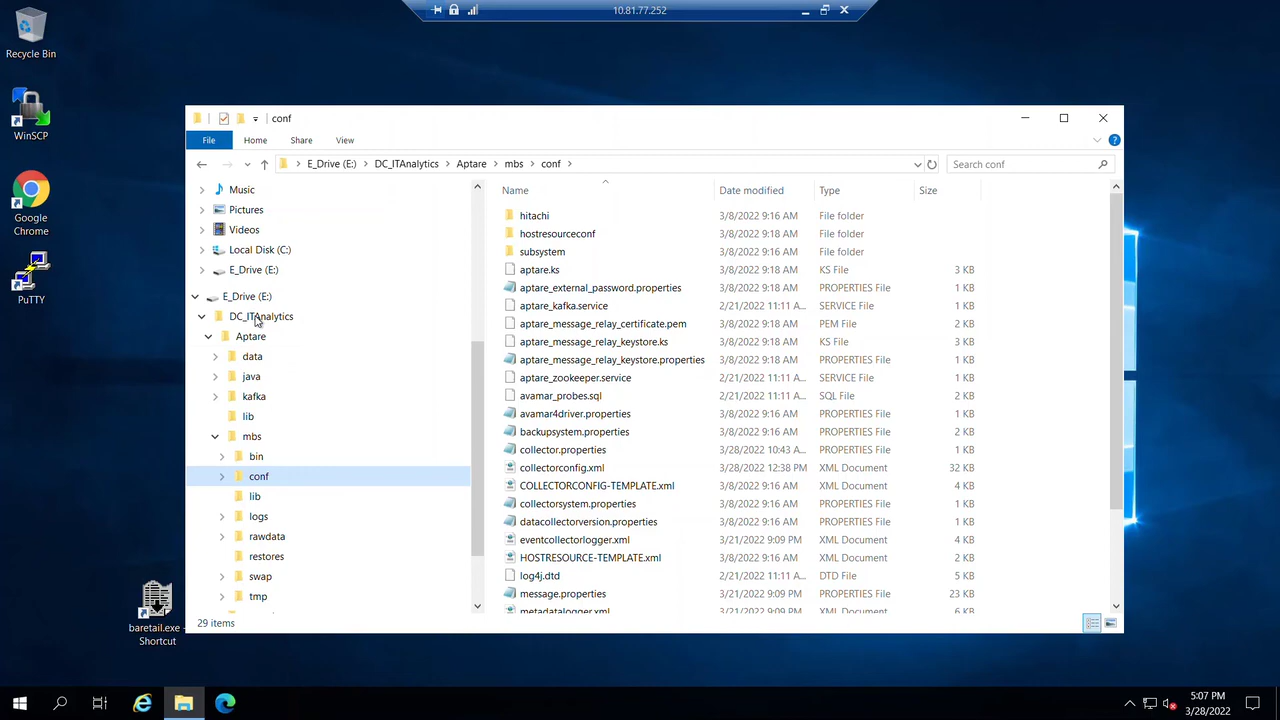 10.81.77.252
Recycle Bin
WinSCP
Google
Chrome
PuTTY
baretail.exe -
Shortcut
conf
File
Home
Share
View
E_Drive (E:)
DC_ITAnalytics
Aptare
mbs
conf
Search conf
Music
Pictures
Videos
Local Disk (C:)
E_Drive (E:)
E_Drive (E:)
DC_ITAnalytics
Aptare
data
java
kafka
lib
mbs
bin
conf
lib
logs
rawdata
restores
swap
tmp
Name Date modified Type Size
hitachi 3/8/2022 9:16 AM File folder
hostresourceconf 3/8/2022 9:18 AM File folder
subsystem 3/8/2022 9:16 AM File folder
aptare.ks 3/8/2022 9:18 AM KS File 3 KB
aptare_external_password.properties 3/8/2022 9:18 AM PROPERTIES File 1 KB
aptare_kafka.service 2/21/2022 11:11 A... SERVICE File 1 KB
aptare_message_relay_certificate.pem 3/8/2022 9:18 AM PEM File 2 KB
aptare_message_relay_keystore.ks 3/8/2022 9:18 AM KS File 3 KB
aptare_message_relay_keystore.properties 3/8/2022 9:18 AM PROPERTIES File 1 KB
aptare_zookeeper.service 2/21/2022 11:11 A... SERVICE File 1 KB
avamar_probes.sql 2/21/2022 11:11 A... SQL File 2 KB
avamar4driver.properties 3/8/2022 9:16 AM PROPERTIES File 1 KB
backupsystem.properties 3/8/2022 9:16 AM PROPERTIES File 1 KB
collector.properties 3/28/2022 10:43 A... PROPERTIES File 1 KB
collectorconfig.xml 3/28/2022 12:38 PM XML Document 32 KB
COLLECTORCONFIG-TEMPLATE.xml 3/8/2022 9:16 AM XML Document 4 KB
collectorsystem.properties 3/8/2022 9:16 AM PROPERTIES File 1 KB
datacollectorversion.properties 3/8/2022 9:16 AM PROPERTIES File 1 KB
eventcollectorlogger.xml 3/21/2022 9:09 PM XML Document 4 KB
HOSTRESOURCE-TEMPLATE.xml 3/8/2022 9:16 AM XML Document 2 KB
log4j.dtd 2/21/2022 11:11 A... DTD File 5 KB
message.properties 3/21/2022 9:09 PM PROPERTIES File 23 KB
metadatalogger.xml 3/21/2022 9:09 PM XML Document 6 KB
29 items
5:07 PM
3/28/2022